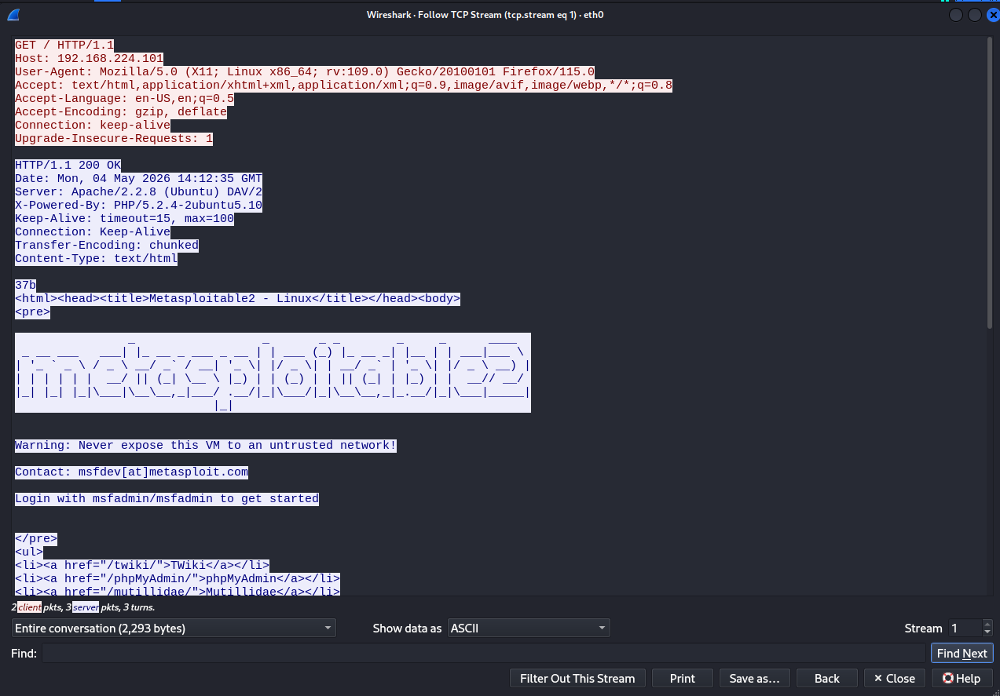 Wireshark · Follow TCP Stream (tcp.stream eq 1) · eth0
GET / HTTP/1.1
Host: 192.168.224.101
User-Agent: Mozilla/5.0 (X11; Linux x86_64; rv:109.0) Gecko/20100101 Firefox/115.0
Accept: text/html,application/xhtml+xml,application/xml;q=0.9,image/avif,image/webp,*/*;q=0.8
Accept-Language: en-US,en;q=0.5
Accept-Encoding: gzip, deflate
Connection: keep-alive
Upgrade-Insecure-Requests: 1
HTTP/1.1 200 OK
Date: Mon, 04 May 2026 14:12:35 GMT
Server: Apache/2.2.8 (Ubuntu) DAV/2
X-Powered-By: PHP/5.2.4-2ubuntu5.10
Keep-Alive: timeout=15, max=100
Connection: Keep-Alive
Transfer-Encoding: chunked
Content-Type: text/html
37b
<html><head><title>Metasploitable2 - Linux</title></head><body>
<pre>
                _                  _       _ _        _     _      ____  
 _ __ ___   ___| |_ __ _ ___ _ __ | | ___ (_) |_ __ _| |__ | | ___|___ \ 
| '_ ` _ \ / _ \ __/ _` / __| '_ \| |/ _ \| | __/ _` | '_ \| |/ _ \ __) |
| | | | | |  __/ || (_| \__ \ |_) | | (_) | | || (_| | |_) | |  __// __/ 
|_| |_| |_|\___|\__\__,_|___/ .__/|_|\___/|_|\__\__,_|_.__/|_|\___|_____|
                            |_|                                          
Warning: Never expose this VM to an untrusted network!
Contact: msfdev[at]metasploit.com
Login with msfadmin/msfadmin to get started
</pre>
<ul>
<li><a href="/twiki/">TWiki</a></li>
<li><a href="/phpMyAdmin/">phpMyAdmin</a></li>
<li><a href="/mutillidae/">Mutillidae</a></li>
2 client pkts, 3 server pkts, 3 turns.
Entire conversation (2,293 bytes) Show data as ASCII Stream 1
Find: Find Next
Filter Out This Stream Print Save as… Back × Close Help